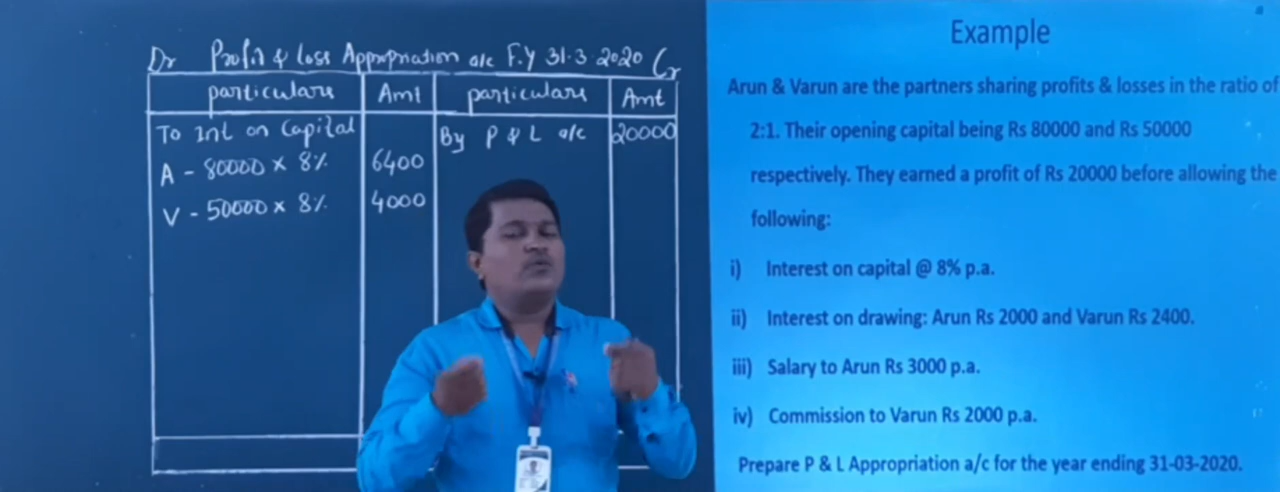 Dr Profit & Loss Appropriation a/c F.Y 31.3.2020 Cr
particulars Amt particulars Amt
To Int on Capital By P & L a/c 20000
A - 80000 × 8% 6400
V - 50000 × 8% 4000
Example
Arun & Varun are the partners sharing profits & losses in the ratio of
2:1. Their opening capital being Rs 80000 and Rs 50000
respectively. They earned a profit of Rs 20000 before allowing the
following:
i) Interest on capital @ 8% p.a.
ii) Interest on drawing: Arun Rs 2000 and Varun Rs 2400.
iii) Salary to Arun Rs 3000 p.a.
iv) Commission to Varun Rs 2000 p.a.
Prepare P & L Appropriation a/c for the year ending 31-03-2020.